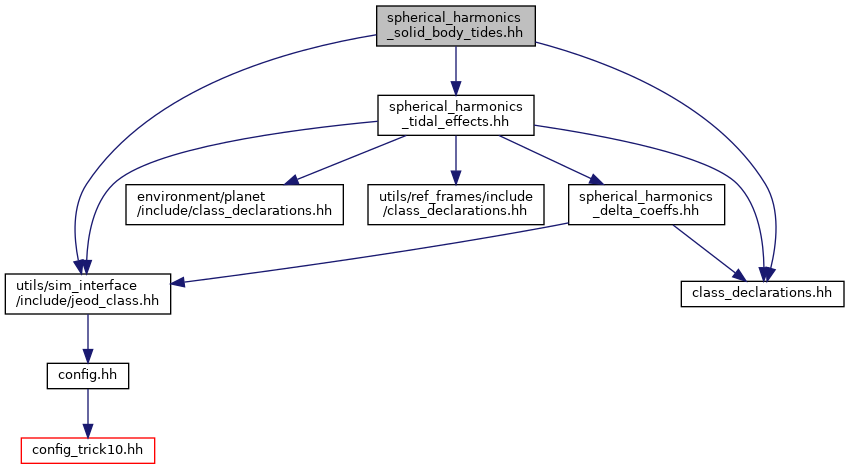 spherical_harmonics
_solid_body_tides.hh
spherical_harmonics
_tidal_effects.hh
environment/planet
/include/class_declarations.hh
utils/ref_frames/include
/class_declarations.hh
spherical_harmonics
_delta_coeffs.hh
utils/sim_interface
/include/jeod_class.hh
class_declarations.hh
config.hh
config_trick10.hh